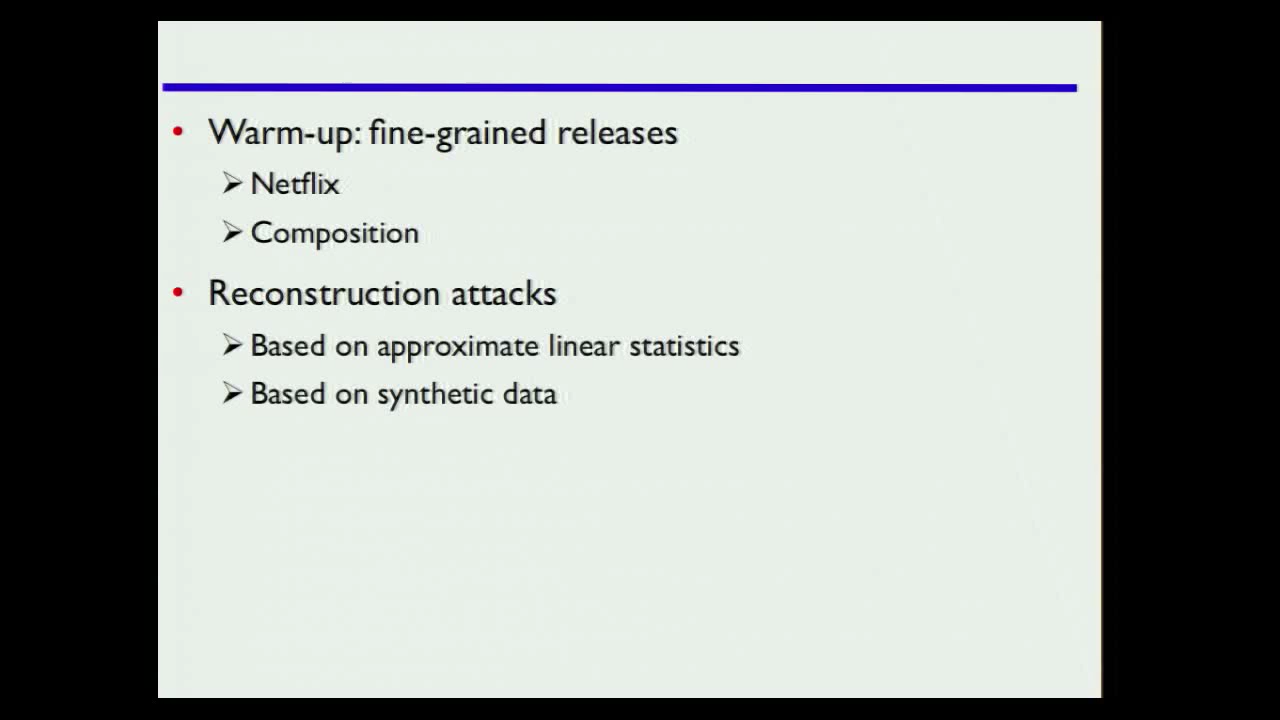 • Warm-up: fine-grained releases
➢ Netflix
➢ Composition
• Reconstruction attacks
➢ Based on approximate linear statistics
➢ Based on synthetic data